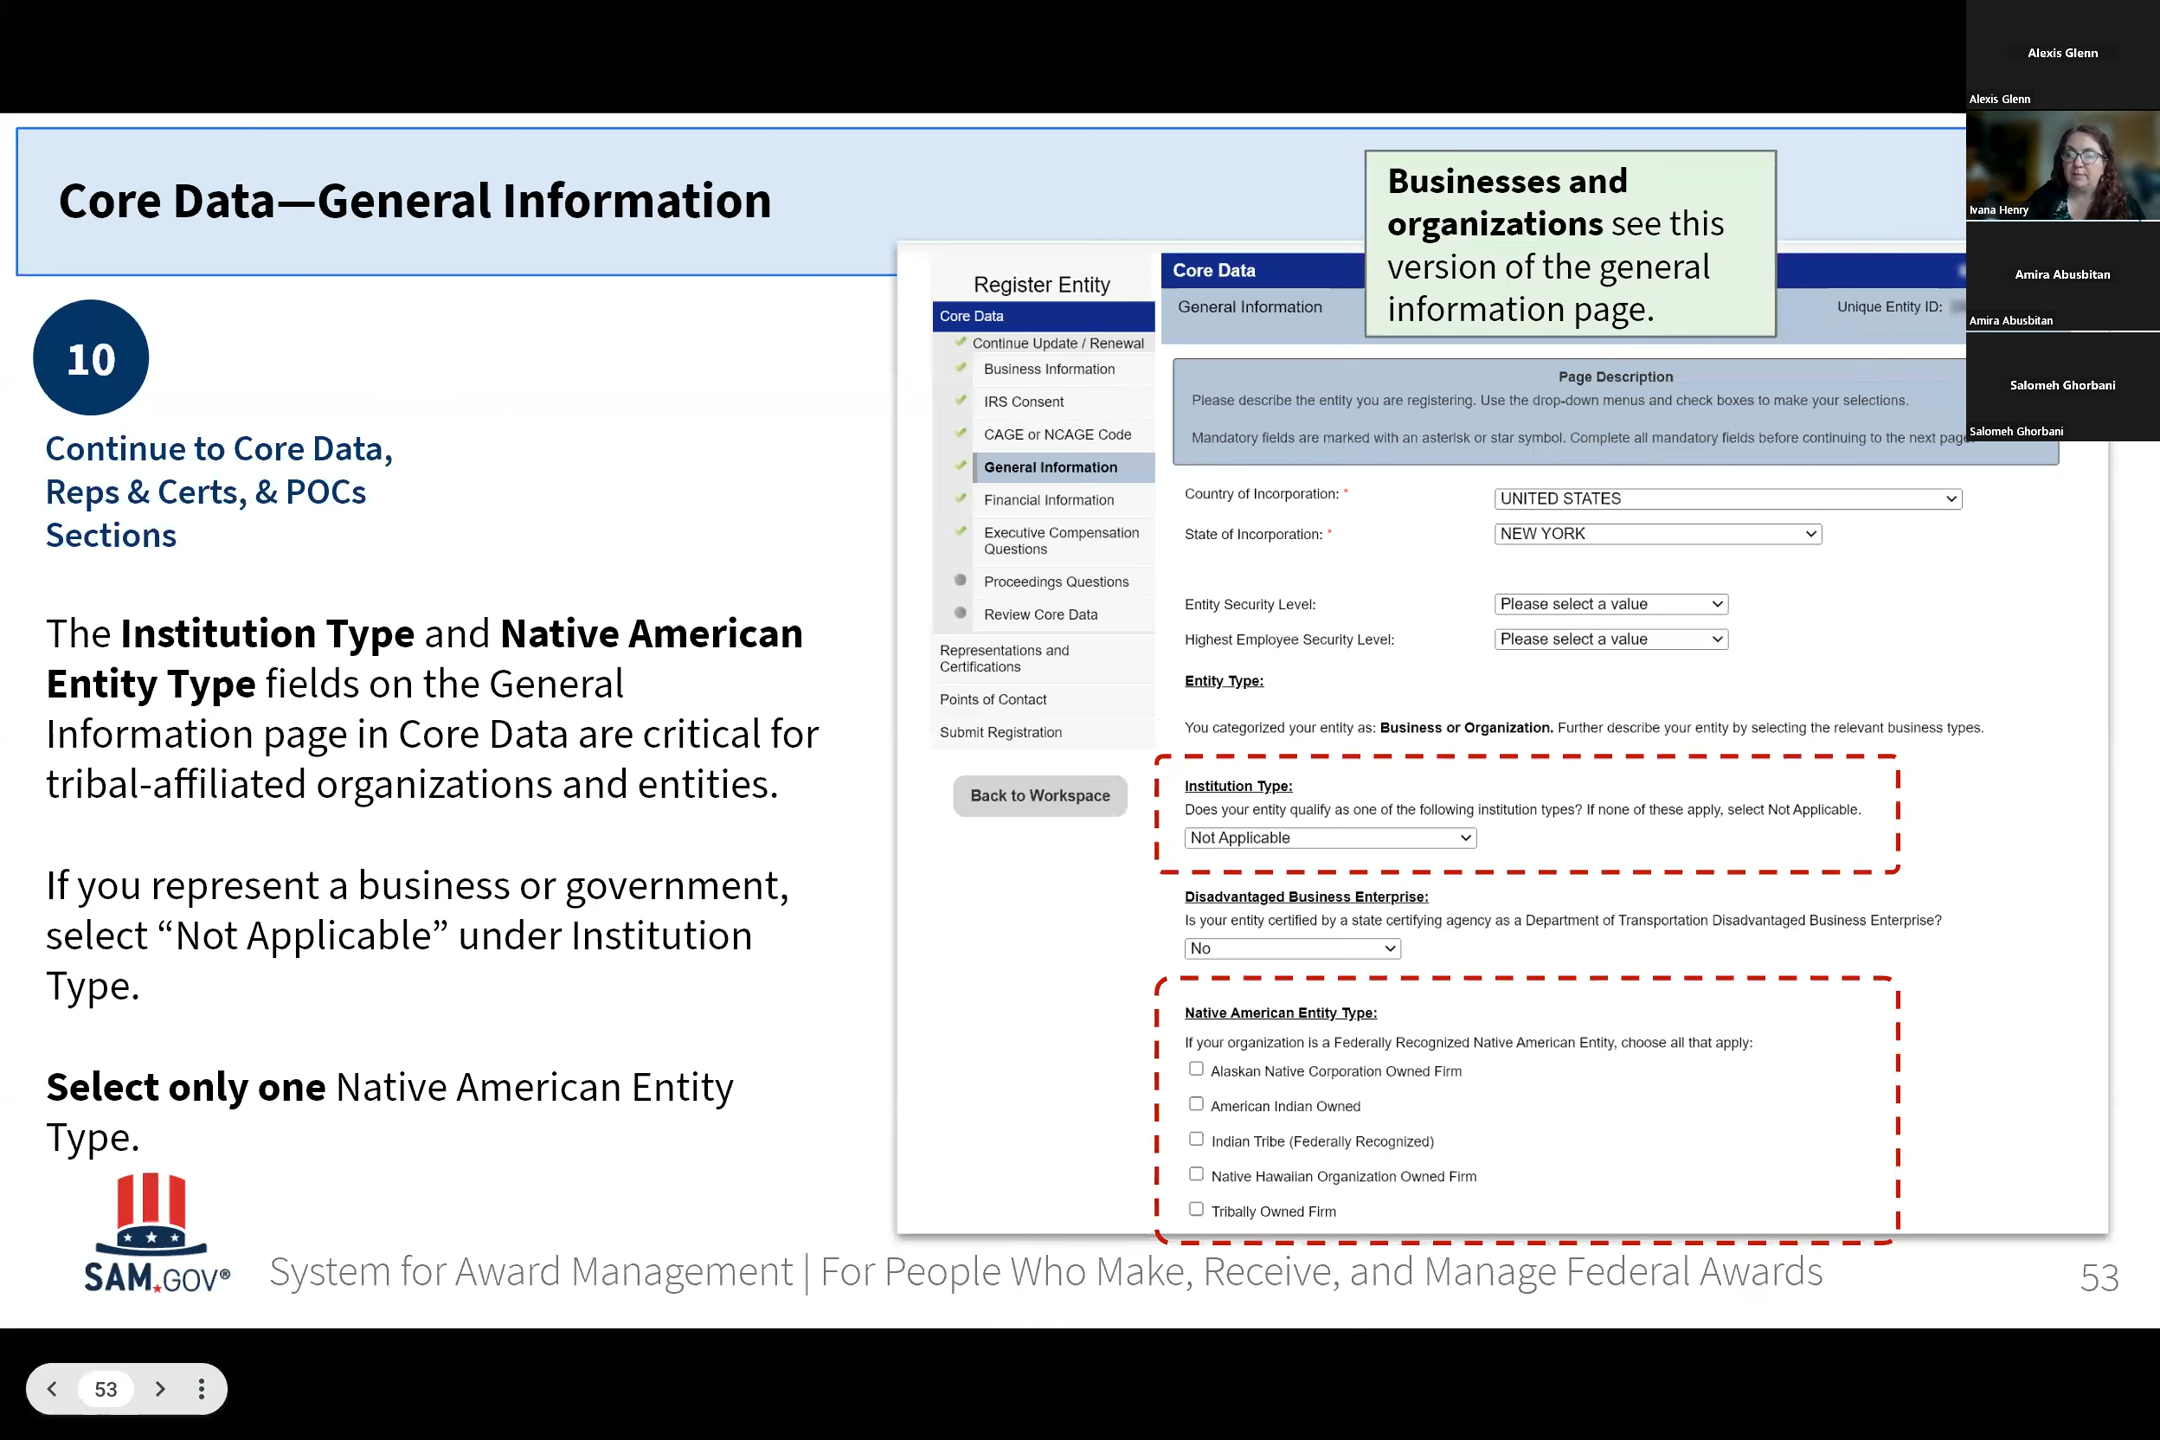 Alexis Glenn
Alexis Glenn
Ivana Henry
Amira Abusbitan
Amira Abusbitan
Salomeh Ghorbani
Salomeh Ghorbani
Core Data—General Information
Businesses and
organizations see this
version of the general
information page.
10
Continue to Core Data,
Reps & Certs, & POCs
Sections
The Institution Type and Native American
Entity Type fields on the General
Information page in Core Data are critical for
tribal-affiliated organizations and entities.
If you represent a business or government,
select “Not Applicable” under Institution
Type.
Select only one Native American Entity
Type.
Register Entity
Core Data
Continue Update / Renewal
Business Information
IRS Consent
CAGE or NCAGE Code
General Information
Financial Information
Executive Compensation
Questions
Proceedings Questions
Review Core Data
Representations and
Certifications
Points of Contact
Submit Registration
Back to Workspace
Core Data
General Information
Unique Entity ID:
Page Description
Please describe the entity you are registering. Use the drop-down menus and check boxes to make your selections.
Mandatory fields are marked with an asterisk or star symbol. Complete all mandatory fields before continuing to the next page
Country of Incorporation: *
UNITED STATES
State of Incorporation: *
NEW YORK
Entity Security Level:
Please select a value
Highest Employee Security Level:
Please select a value
Entity Type:
You categorized your entity as: Business or Organization. Further describe your entity by selecting the relevant business types.
Institution Type:
Does your entity qualify as one of the following institution types? If none of these apply, select Not Applicable.
Not Applicable
Disadvantaged Business Enterprise:
Is your entity certified by a state certifying agency as a Department of Transportation Disadvantaged Business Enterprise?
No
Native American Entity Type:
If your organization is a Federally Recognized Native American Entity, choose all that apply:
Alaskan Native Corporation Owned Firm
American Indian Owned
Indian Tribe (Federally Recognized)
Native Hawaiian Organization Owned Firm
Tribally Owned Firm
SAM.GOV®
System for Award Management | For People Who Make, Receive, and Manage Federal Awards
53
53